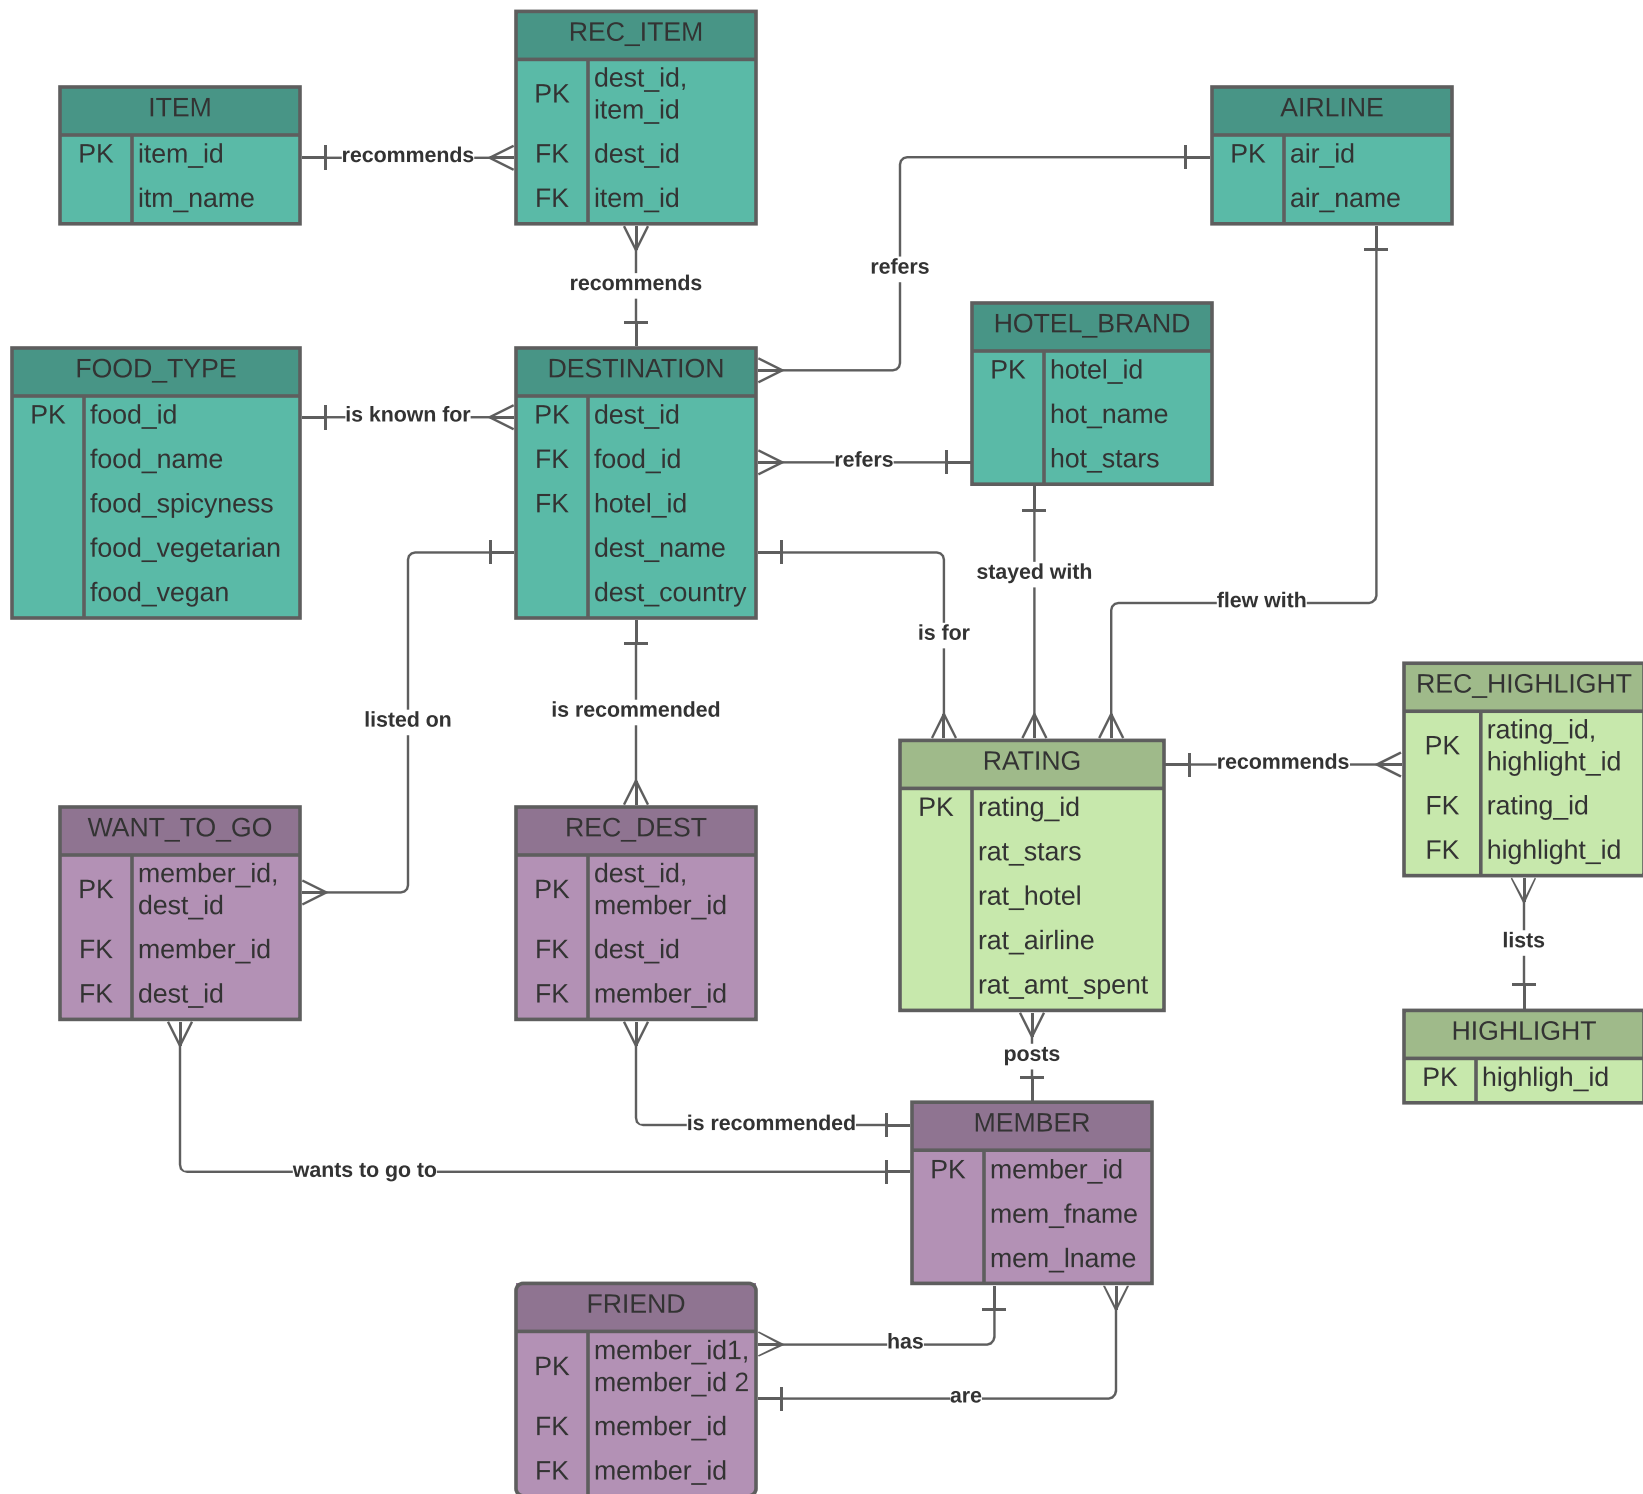 REC_ITEM
PK dest_id,
item_id
FK dest_id
FK item_id
ITEM
PK item_id
itm_name
recommends
AIRLINE
PK air_id
air_name
recommends
refers
HOTEL_BRAND
PK hotel_id
hot_name
hot_stars
FOOD_TYPE
PK food_id
food_name
food_spicyness
food_vegetarian
food_vegan
is known for
DESTINATION
PK dest_id
FK food_id
FK hotel_id
dest_name
dest_country
refers
stayed with
flew with
is for
listed on
is recommended
REC_HIGHLIGHT
PK rating_id,
highlight_id
FK rating_id
FK highlight_id
RATING
PK rating_id
rat_stars
rat_hotel
rat_airline
rat_amt_spent
recommends
WANT_TO_GO
PK member_id,
dest_id
FK member_id
FK dest_id
REC_DEST
PK dest_id,
member_id
FK dest_id
FK member_id
lists
HIGHLIGHT
PK highligh_id
posts
is recommended
wants to go to
MEMBER
PK member_id
mem_fname
mem_lname
FRIEND
PK member_id1,
member_id 2
FK member_id
FK member_id
has
are